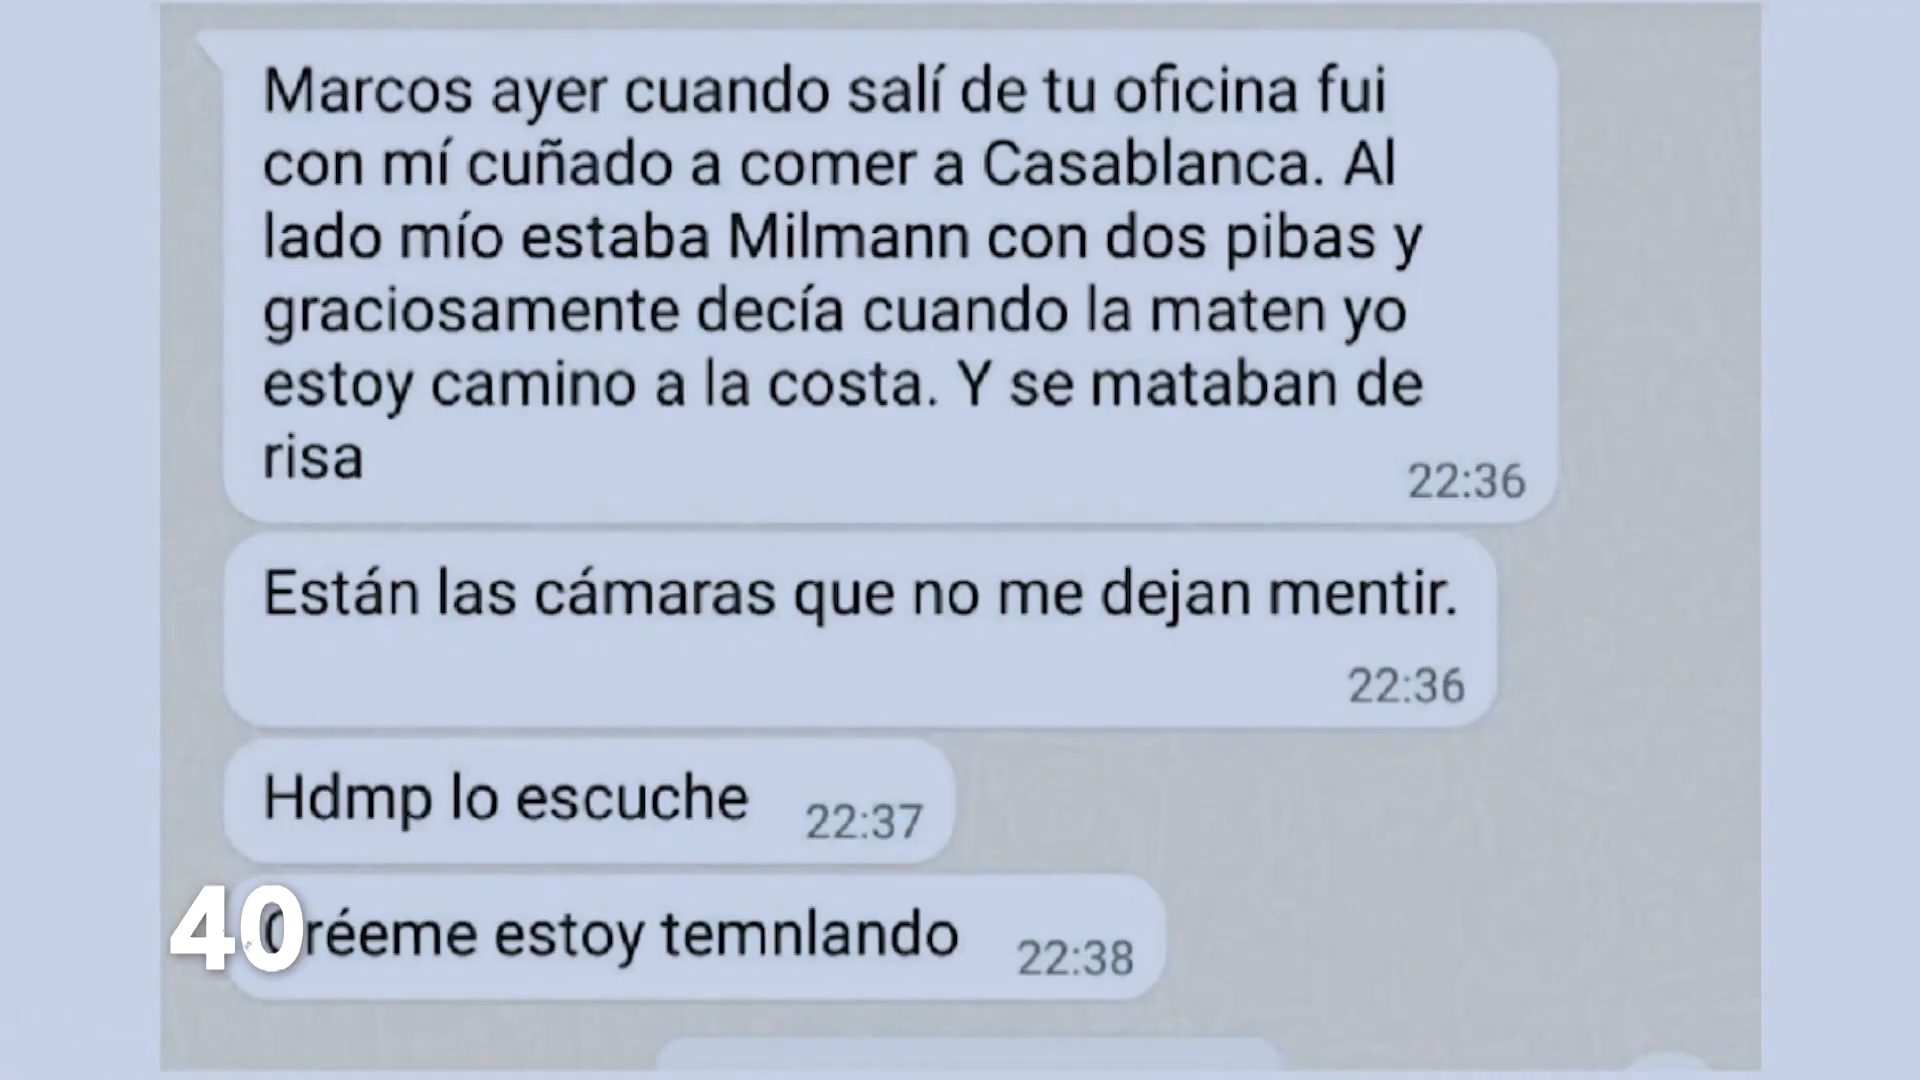 Marcos ayer cuando salí de tu oficina fui
con mí cuñado a comer a Casablanca. Al
lado mío estaba Milmann con dos pibas y
graciosamente decía cuando la maten yo
estoy camino a la costa. Y se mataban de
risa
22:36
Están las cámaras que no me dejan mentir.
22:36
Hdmp lo escuche 22:37
40
Créeme estoy temnlando 22:38